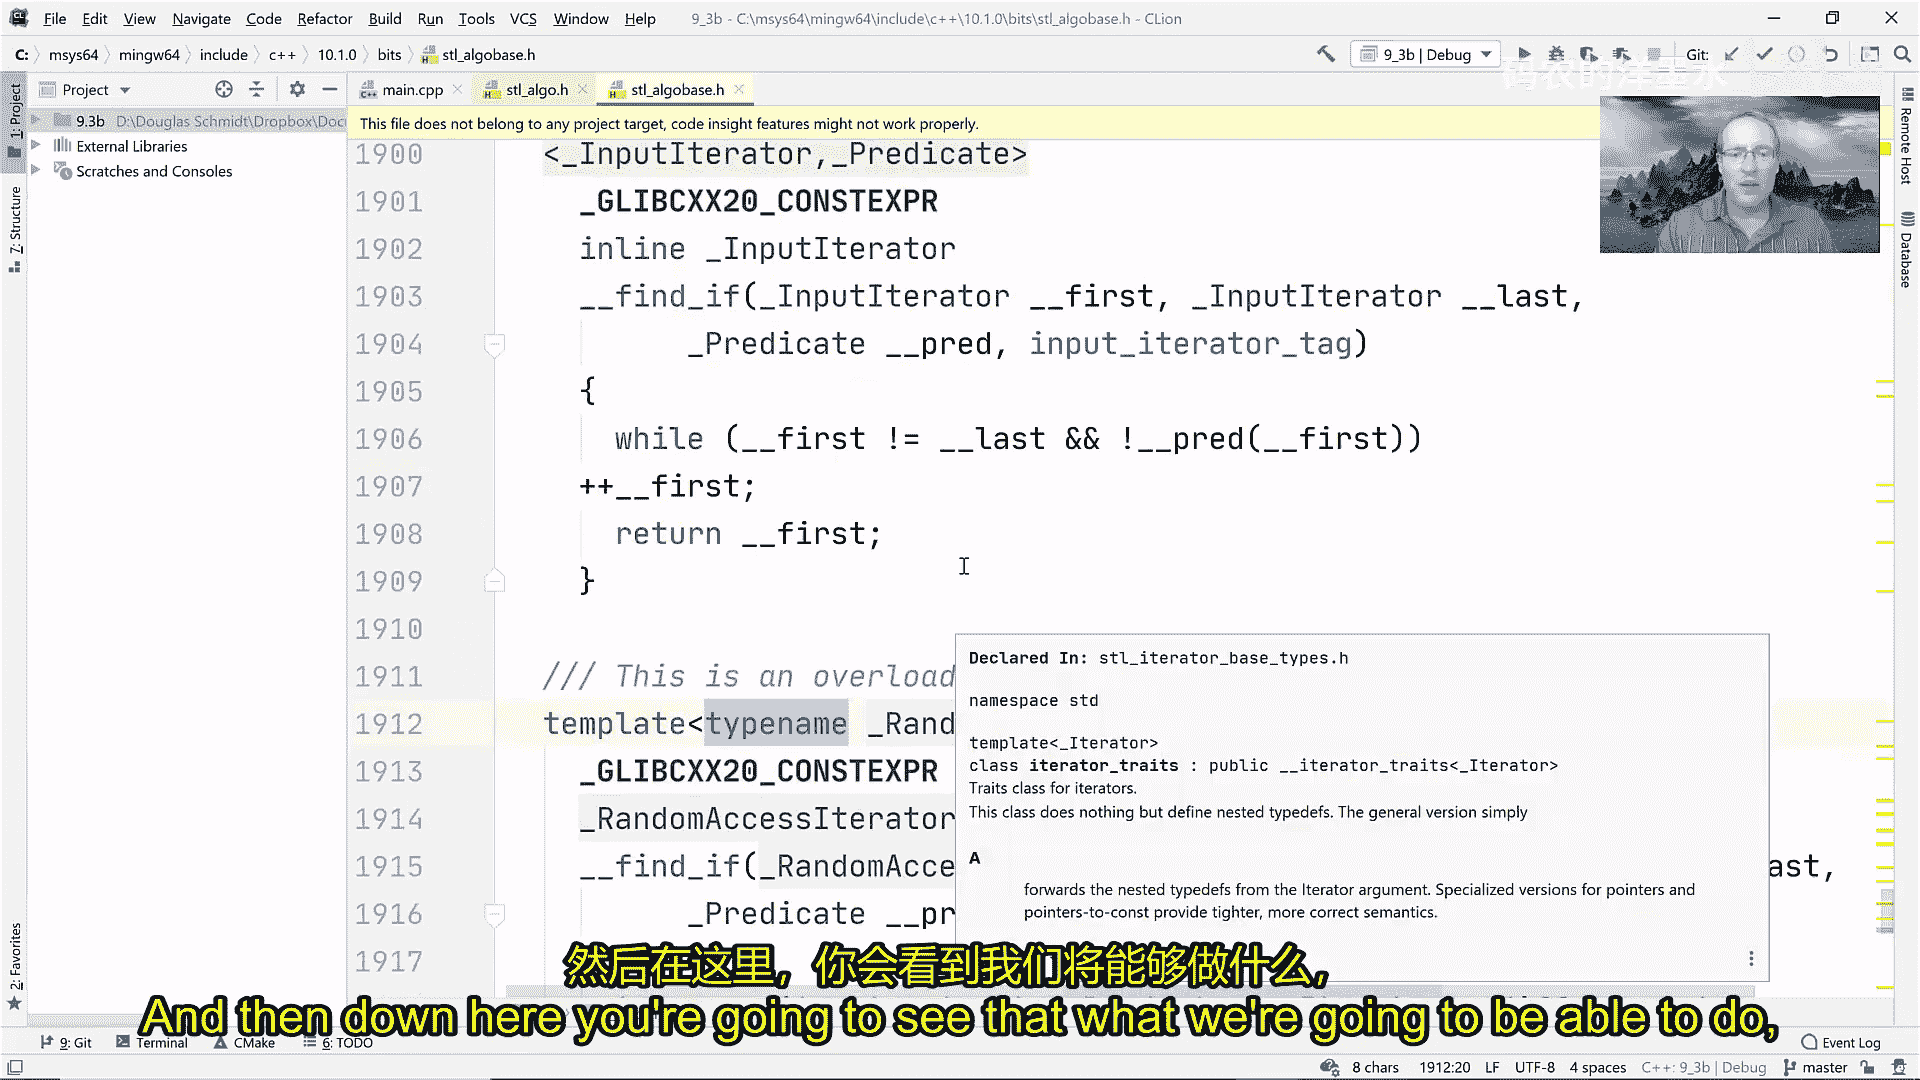 File Edit View Navigate Code Refactor Build Run Tools VCS Window Help 9_3b - C:\msys64\mingw64\include\c++\10.1.0\bits\stl_algobase.h - CLion
C: msys64 mingw64 include c++ 10.1.0 bits stl_algobase.h 9_3b | Debug Git:
码农的洋墨水
Project main.cpp stl_algo.h stl_algobase.h
1: Project
7: Structure
2: Favorites
Remote Host
Database
9.3b D:\Douglas Schmidt\Dropbox\Doc
External Libraries
Scratches and Consoles
This file does not belong to any project target, code insight features might not work properly.
1900 <_InputIterator,_Predicate>
1901 _GLIBCXX20_CONSTEXPR
1902 inline _InputIterator
1903 __find_if(_InputIterator __first, _InputIterator __last,
1904 _Predicate __pred, input_iterator_tag)
1905 {
1906 while (__first != __last && !__pred(__first))
1907 ++__first;
1908 return __first;
1909 }
1910
1911 /// This is an overload
1912 template<typename _Rand
1913 _GLIBCXX20_CONSTEXPR
1914 _RandomAccessIterator
1915 __find_if(_RandomAcce ast,
1916 _Predicate __pr
1917
Declared In: stl_iterator_base_types.h
namespace std
template<_Iterator>
class iterator_traits : public __iterator_traits<_Iterator>
Traits class for iterators.
This class does nothing but define nested typedefs. The general version simply
A
forwards the nested typedefs from the Iterator argument. Specialized versions for pointers and
pointers-to-const provide tighter, more correct semantics.
然后在这里，你会看到我们将能够做什么，
And then down here you're going to see that what we're going to be able to do,
9: Git Terminal CMake 6: TODO Event Log
8 chars 1912:20 LF UTF-8 4 spaces C++: 9_3b | Debug master